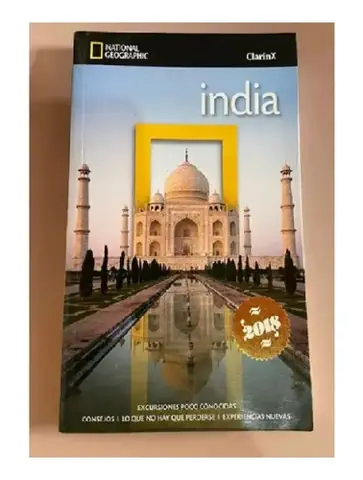 NATIONAL
GEOGRAPHIC
ClarínX
india
2018
EXCURSIONES POCO CONOCIDAS
CONSEJOS | LO QUE NO HAY QUE PERDERSE | EXPERIENCIAS NUEVAS